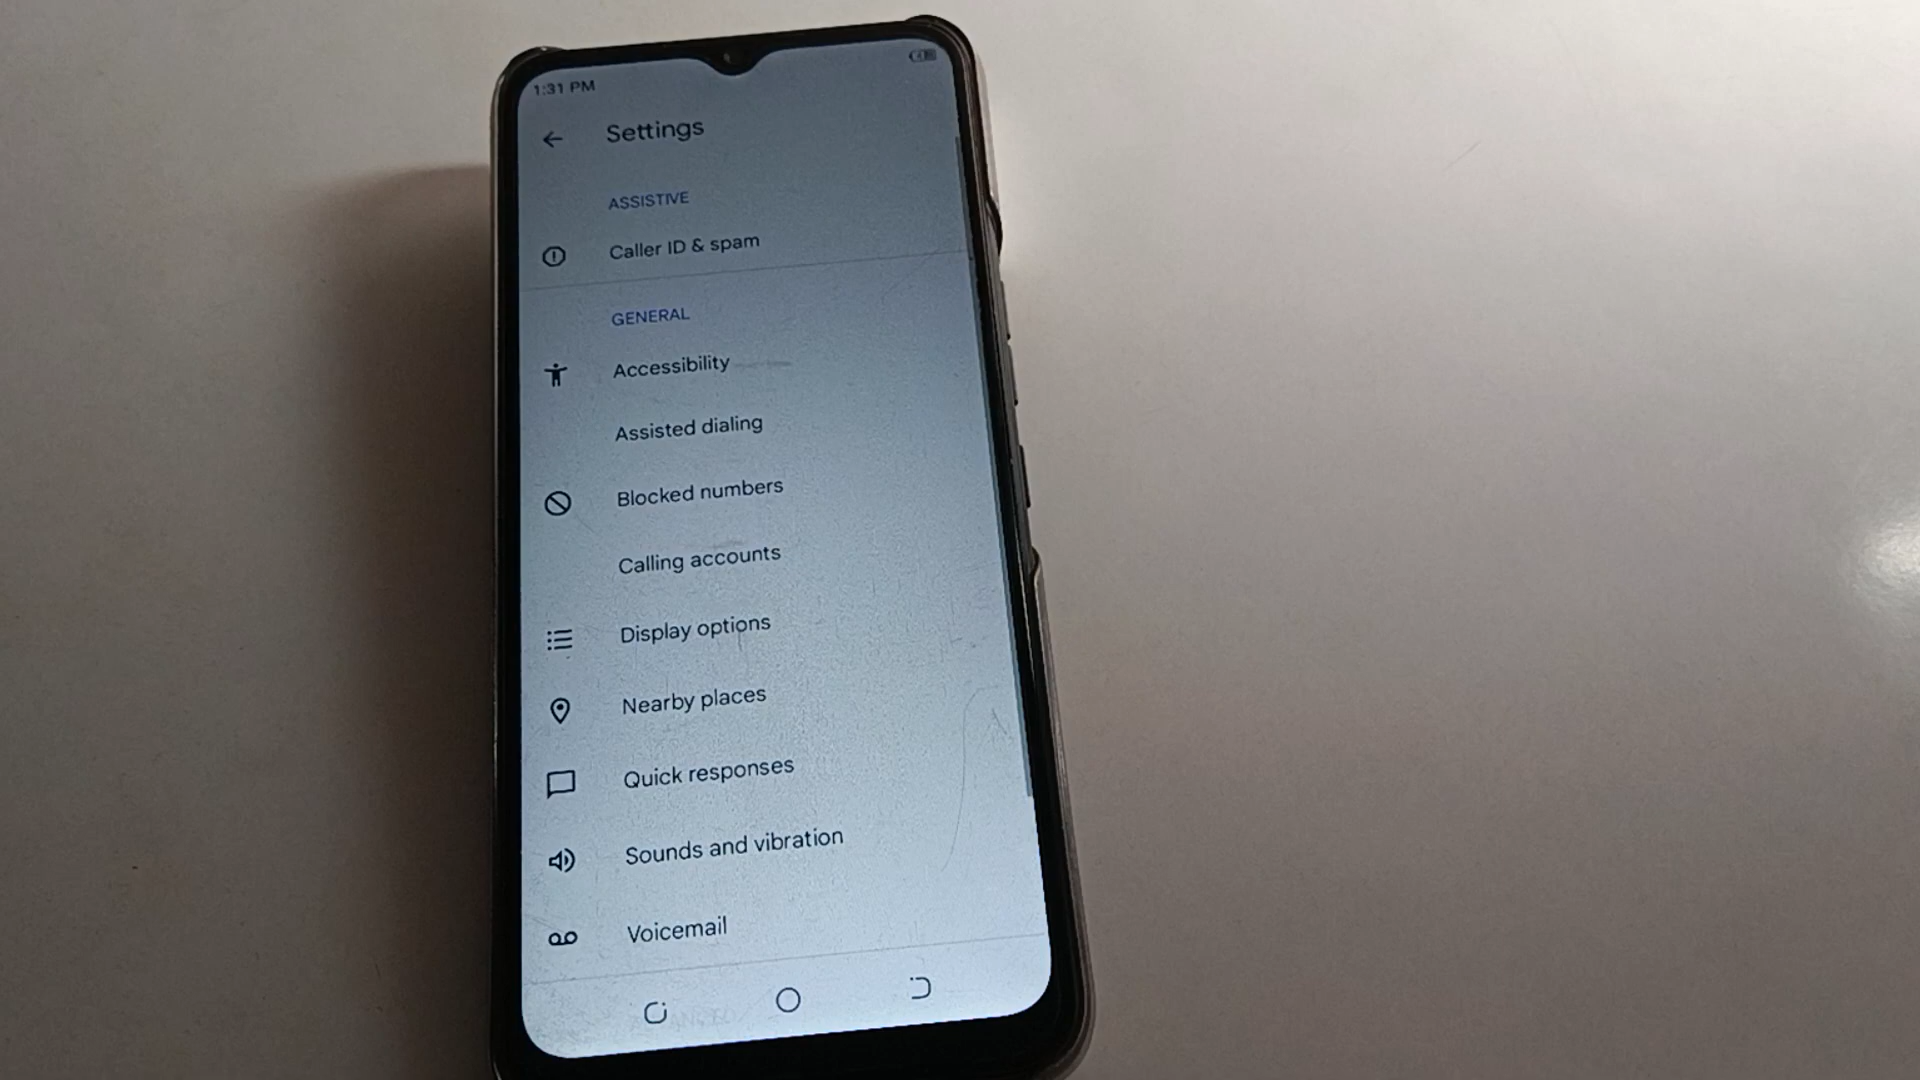 1:31 PM
Settings
ASSISTIVE
Caller ID & spam
GENERAL
Accessibility
Assisted dialing
Blocked numbers
Calling accounts
Display options
Nearby places
Quick responses
Sounds and vibration
Voicemail